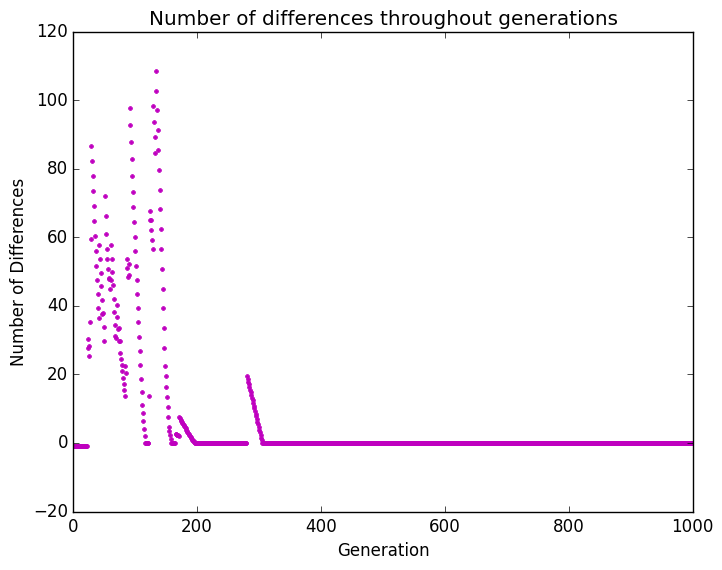 Number of differences throughout generations
120
100
80
60
40
20
0
−20
Number of Differences
0 200 400 600 800 1000
Generation